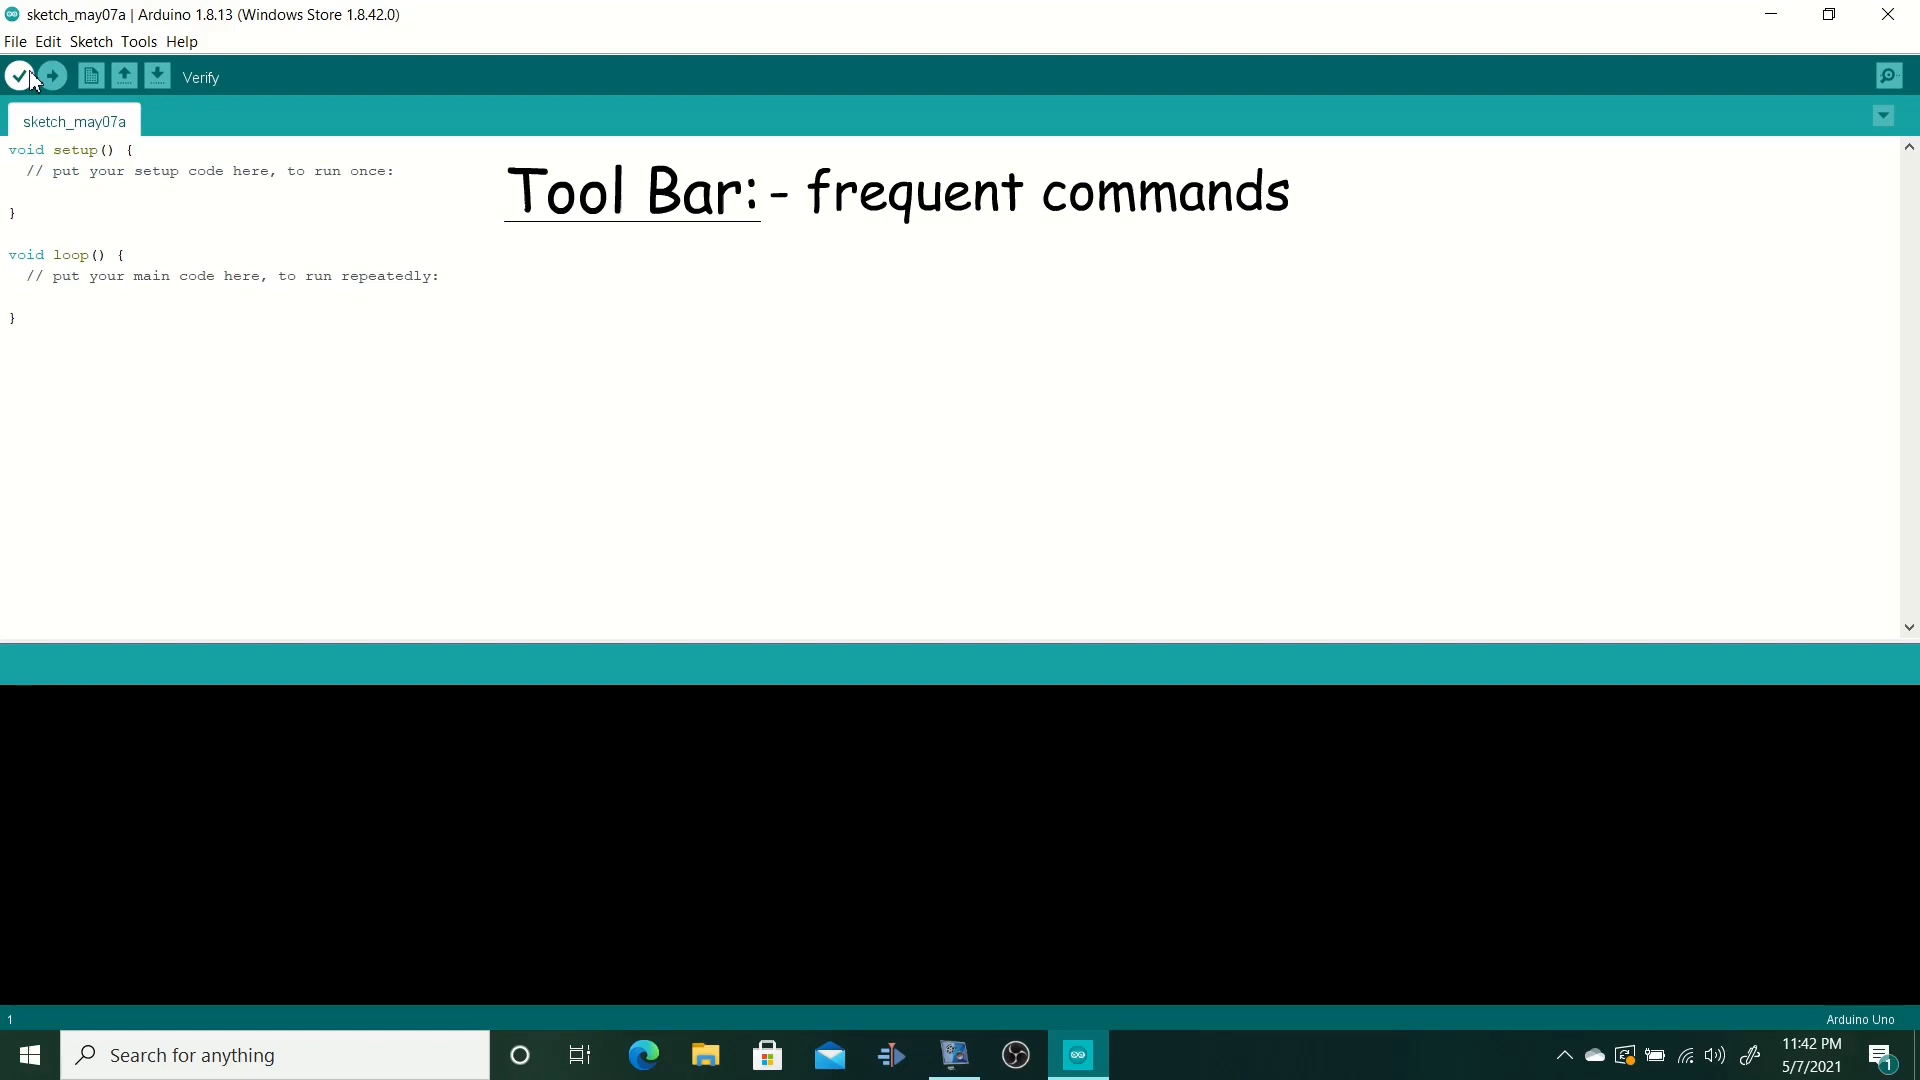 sketch_may07a | Arduino 1.8.13 (Windows Store 1.8.42.0)
File Edit Sketch Tools Help
Verify
sketch_may07a
void setup() {
// put your setup code here, to run once:
}
void loop() {
// put your main code here, to run repeatedly:
}
Tool Bar: - frequent commands
1
Arduino Uno
Search for anything
11:42 PM
5/7/2021
1